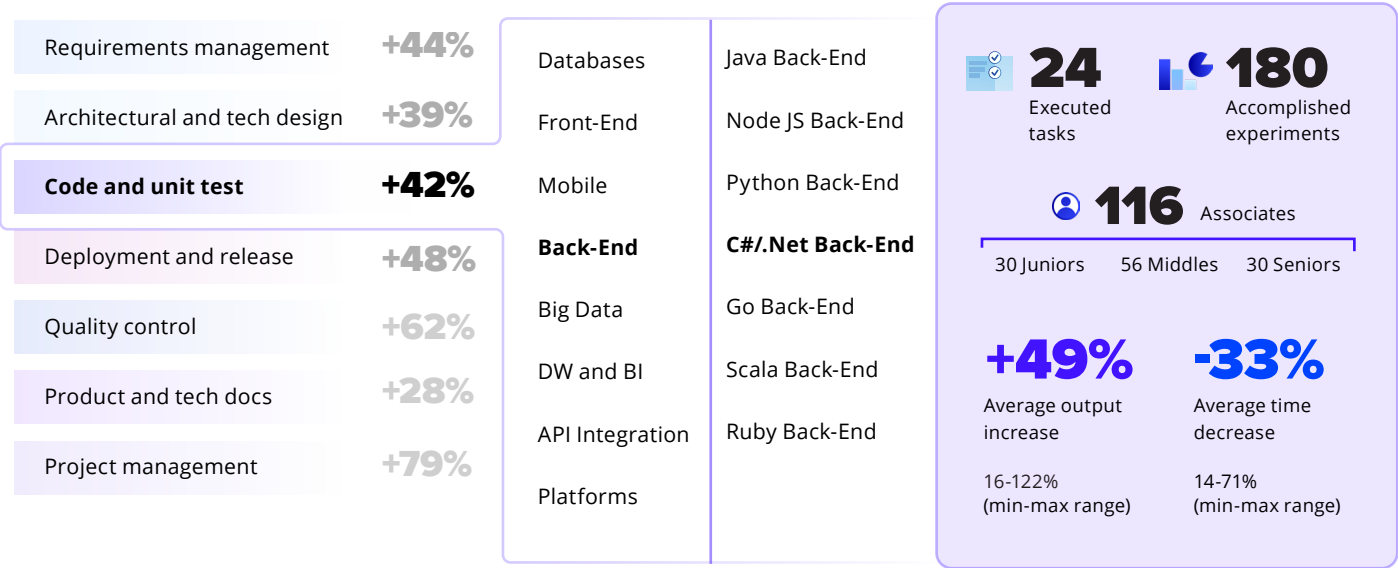 Requirements management +44%
Architectural and tech design +39%
Code and unit test +42%
Deployment and release +48%
Quality control +62%
Product and tech docs +28%
Project management +79%
Databases
Front-End
Mobile
Back-End
Big Data
DW and BI
API Integration
Platforms
Java Back-End
Node JS Back-End
Python Back-End
C#/.Net Back-End
Go Back-End
Scala Back-End
Ruby Back-End
24
Executed
tasks
180
Accomplished
experiments
116 Associates
30 Juniors 56 Middles 30 Seniors
+49%
Average output
increase
16-122%
(min-max range)
-33%
Average time
decrease
14-71%
(min-max range)